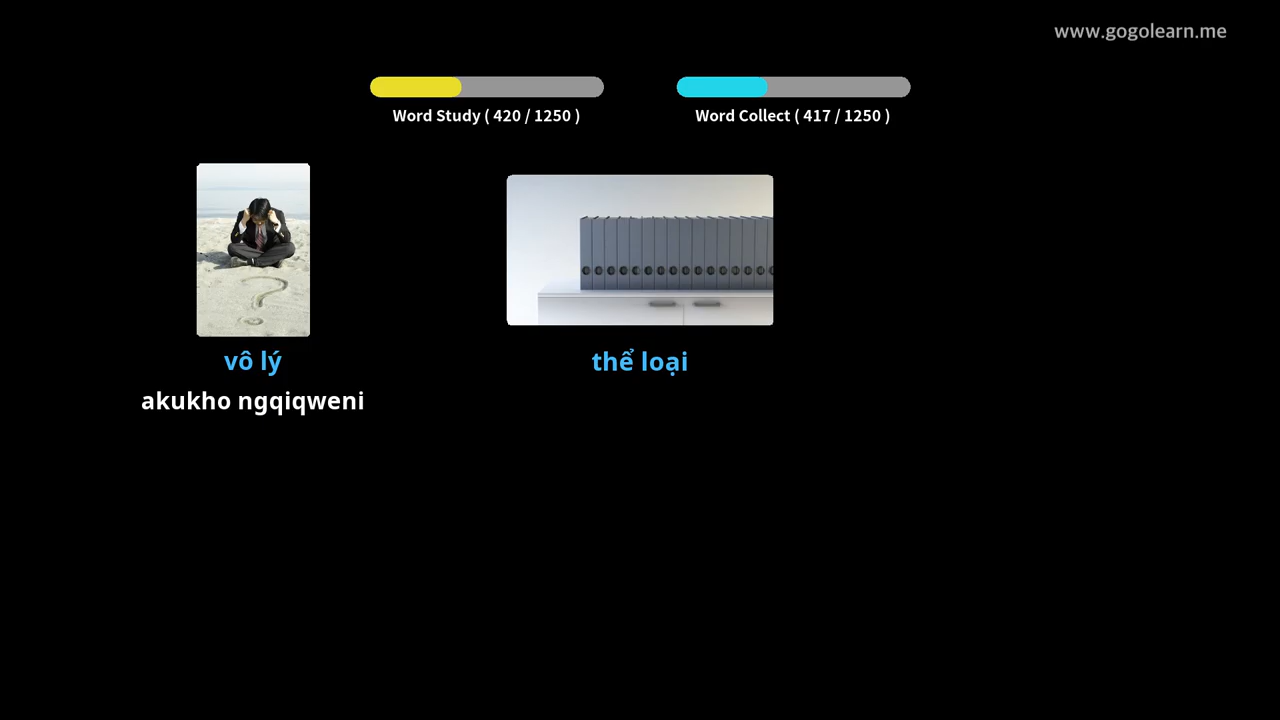 www.gogolearn.me
Word Study ( 420 / 1250 )
Word Collect ( 417 / 1250 )
vô lý
thể loại
akukho ngqiqweni